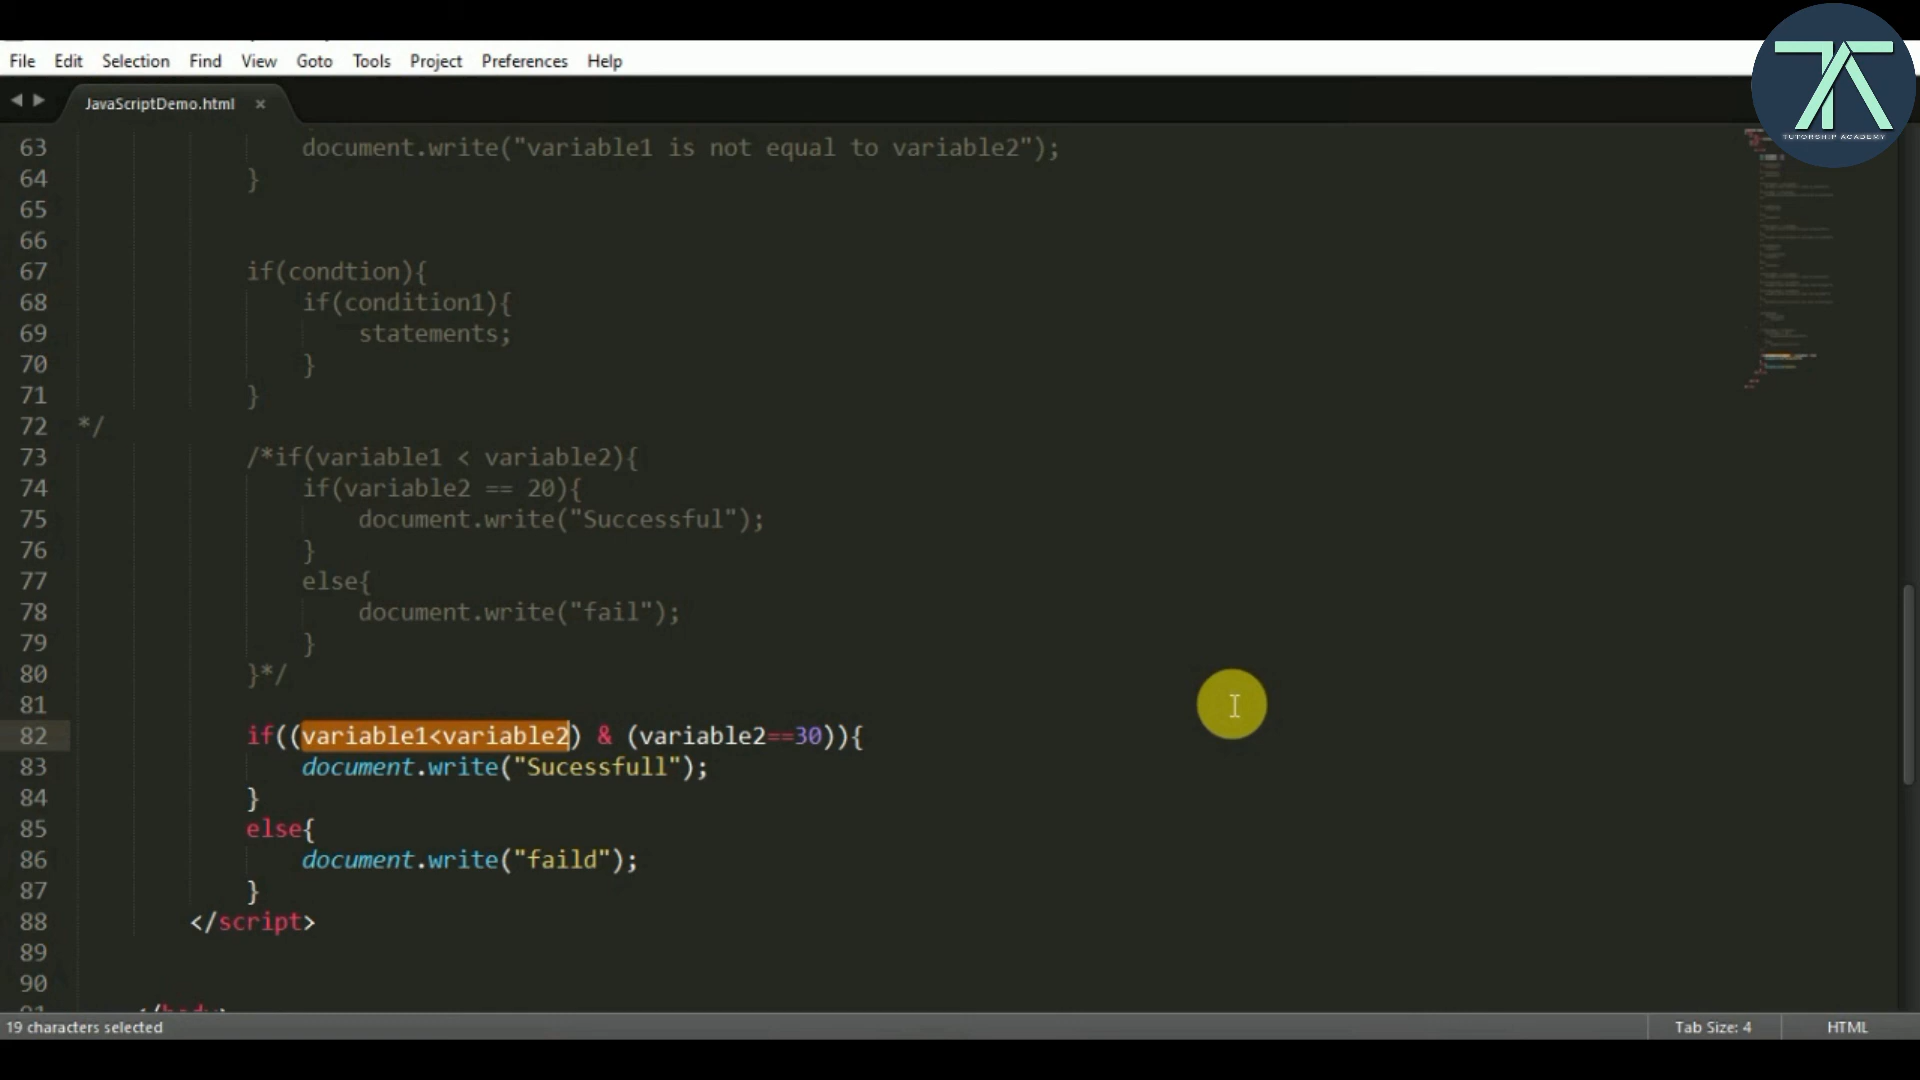 File Edit Selection Find View Goto Tools Project Preferences Help
JavaScriptDemo.html ×
TUTORSHIP ACADEMY
63 document.write("variable1 is not equal to variable2");
64 }
65
66
67 if(condtion){
68 if(condition1){
69 statements;
70 }
71 }
72 */
73 /*if(variable1 < variable2){
74 if(variable2 == 20){
75 document.write("Successful");
76 }
77 else{
78 document.write("fail");
79 }
80 }*/
81
82 if((variable1<variable2) & (variable2==30)){
83 document.write("Sucessfull");
84 }
85 else{
86 document.write("faild");
87 }
88 </script>
89
90
19 characters selected Tab Size: 4 HTML